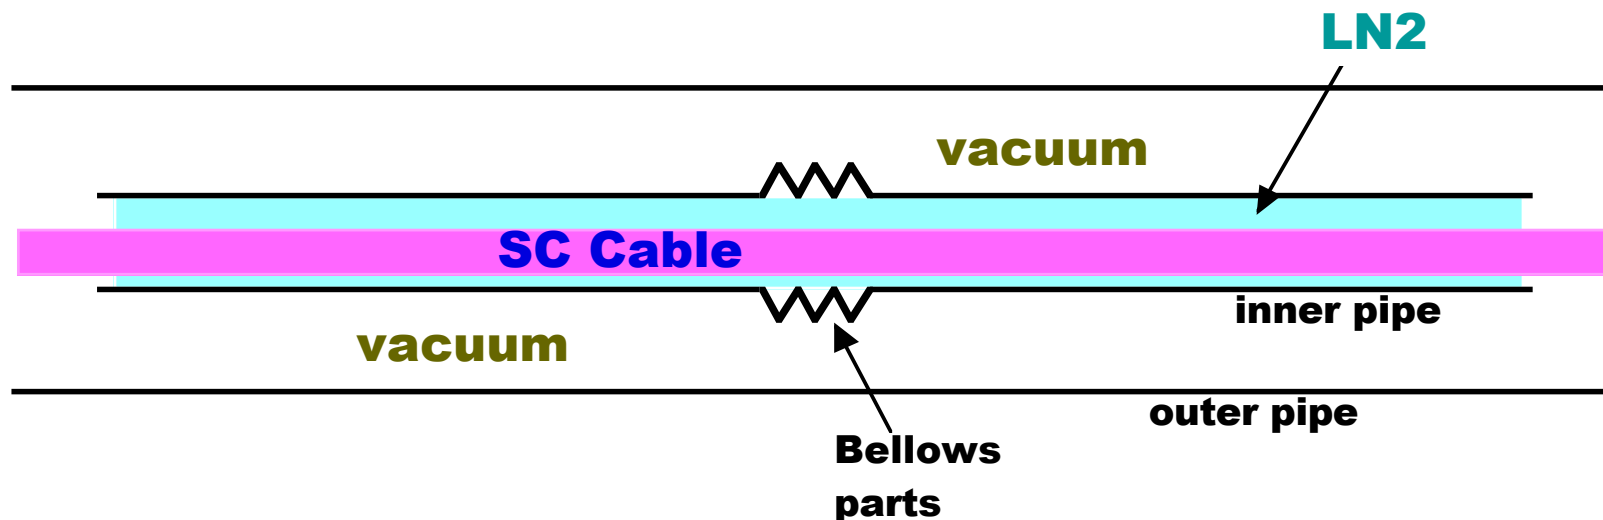 LN2
vacuum
SC Cable
inner pipe
vacuum
outer pipe
Bellows
parts